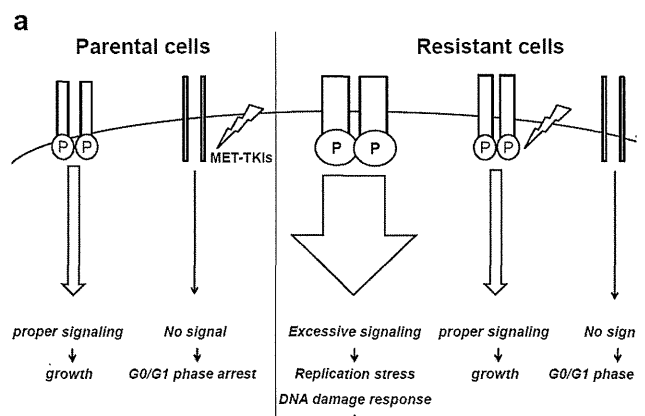 a
Parental cells
Resistant cells
P P
P P
P P
MET-TKIs
proper signaling
No signal
Excessive signaling
proper signaling
No sign
growth
G0/G1 phase arrest
Replication stress
growth
G0/G1 phase
DNA damage response